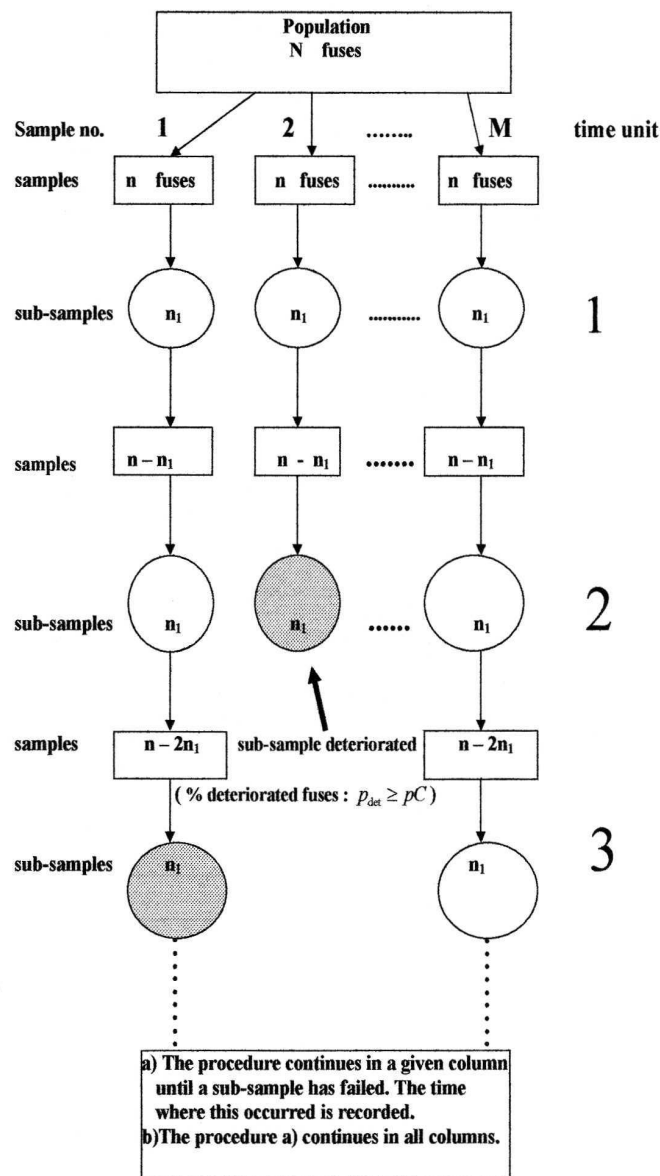 Population
N fuses
Sample no. 1 2 ........ M time unit
samples n fuses n fuses .......... n fuses
sub-samples n₁ n₁ ........... n₁ 1
samples n – n₁ n - n₁ ....... n – n₁
sub-samples n₁ n₁ ...... n₁ 2
samples n – 2n₁ sub-sample deteriorated n – 2n₁
( % deteriorated fuses : p_det ≥ pC )
sub-samples n₁ n₁ 3
a) The procedure continues in a given column
until a sub-sample has failed. The time
where this occurred is recorded.
b)The procedure a) continues in all columns.